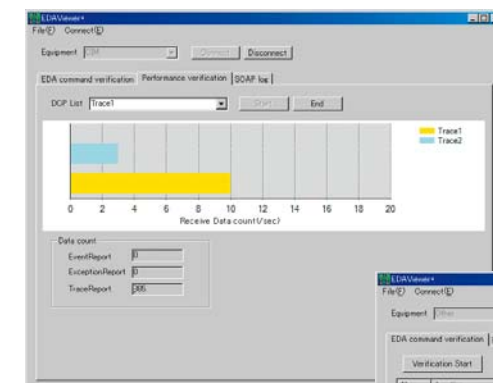 EDAViewer+
File(F) Connect(E)
Equipment Connect Disconnect
EDA command verification Performance verification SOAP log
DCP List Trace1 Start End
Trace1
Trace2
0 2 4 6 8 10 12 14 16 18 20
Receive Data count(/sec)
Data count
EventReport 0
ExceptionReport 0
TraceReport 385
EDAViewer+
File(F) Connect(E)
Equipment Other
EDA command verification
Verification Start